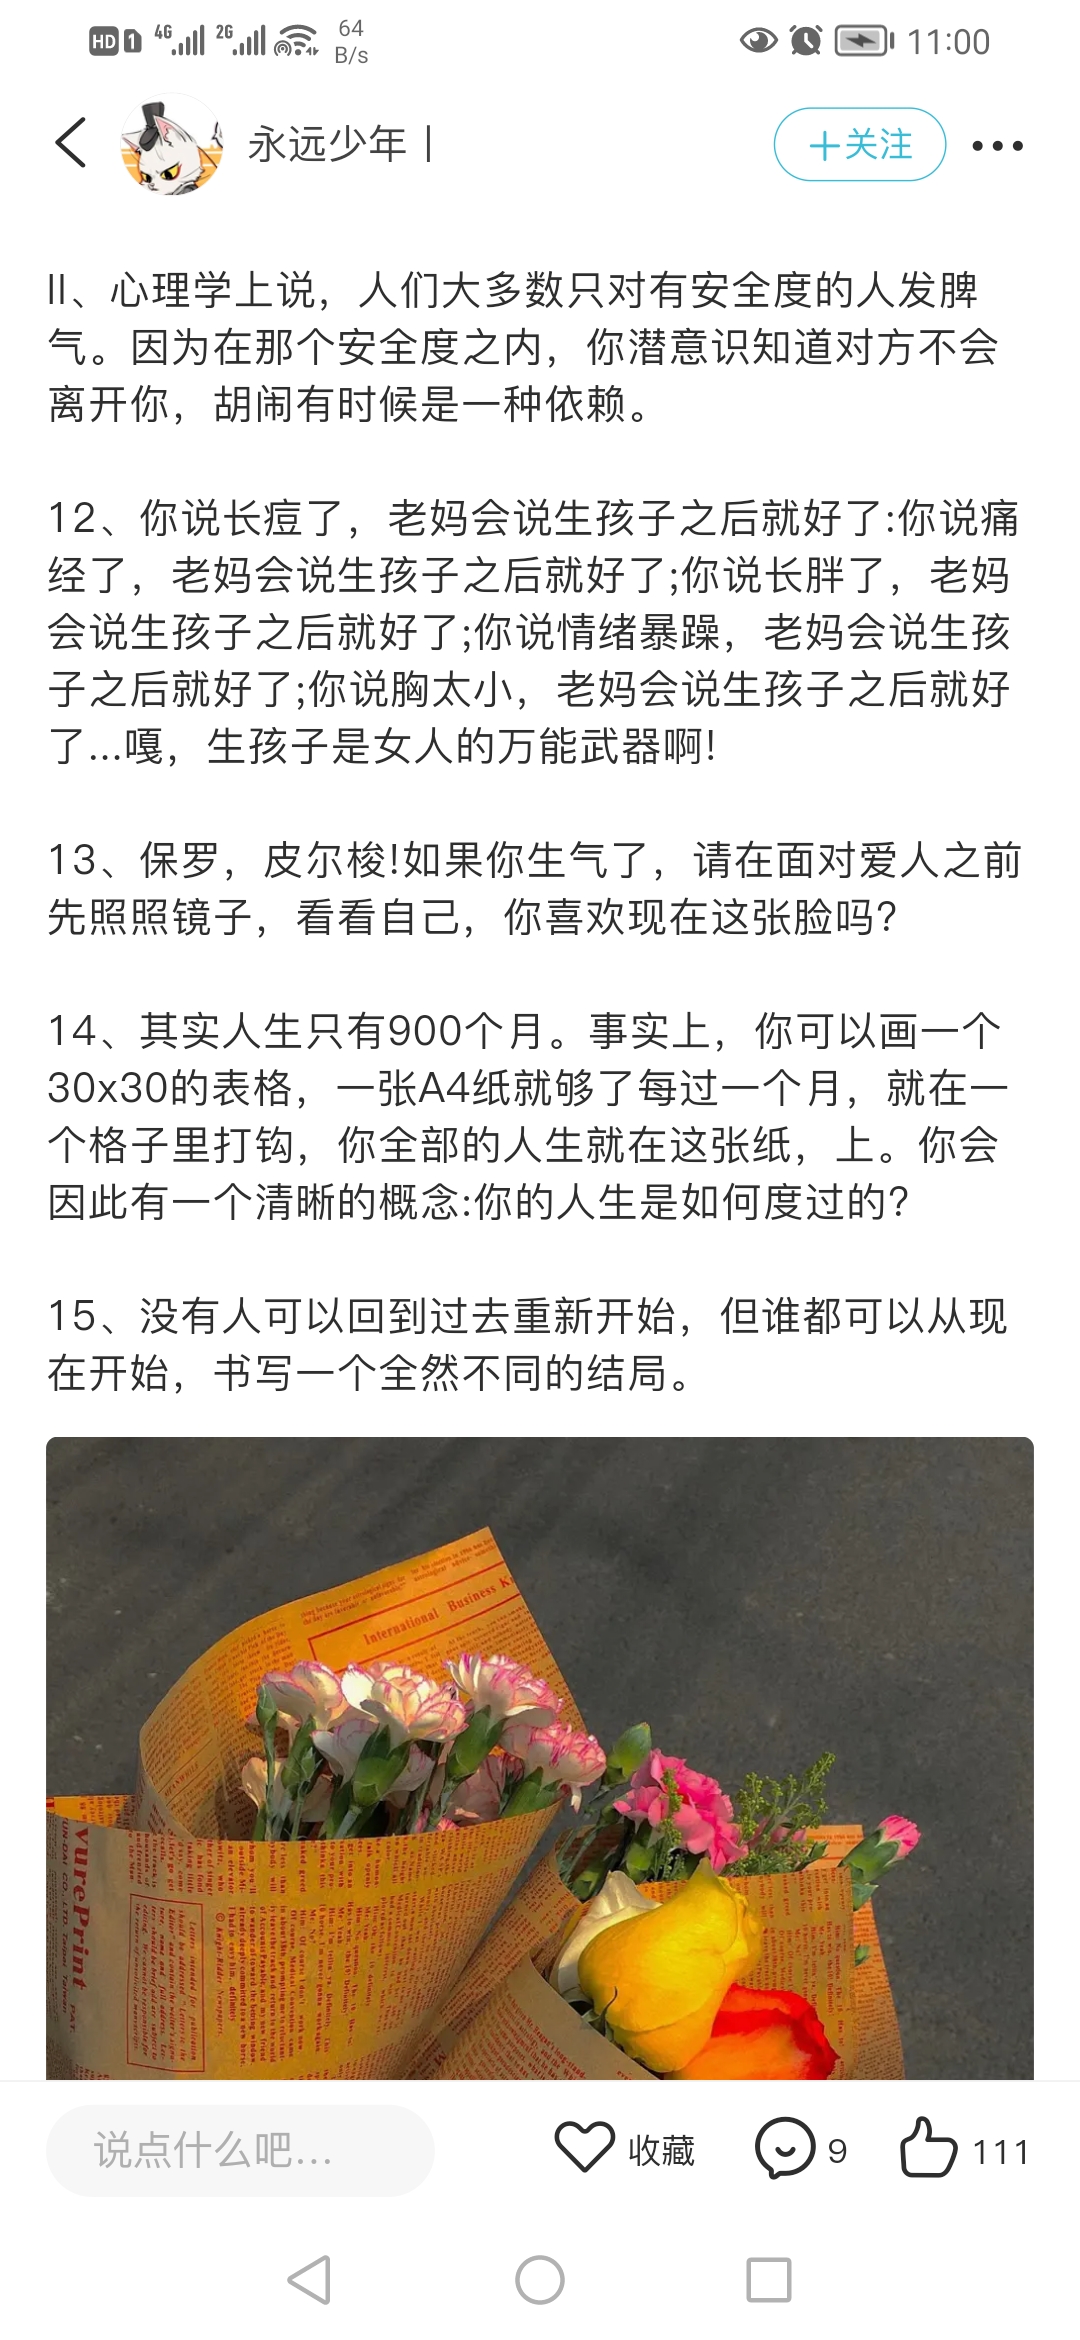 HD 1 4G 2G 64 B/s 11:00
永远少年丨
+关注
II、心理学上说，人们大多数只对有安全度的人发脾
气。因为在那个安全度之内，你潜意识知道对方不会
离开你，胡闹有时候是一种依赖。
12、你说长痘了，老妈会说生孩子之后就好了:你说痛
经了，老妈会说生孩子之后就好了;你说长胖了，老妈
会说生孩子之后就好了;你说情绪暴躁，老妈会说生孩
子之后就好了;你说胸太小，老妈会说生孩子之后就好
了...嘎，生孩子是女人的万能武器啊!
13、保罗，皮尔梭!如果你生气了，请在面对爱人之前
先照照镜子，看看自己，你喜欢现在这张脸吗?
14、其实人生只有900个月。事实上，你可以画一个
30x30的表格，一张A4纸就够了每过一个月，就在一
个格子里打钩，你全部的人生就在这张纸，上。你会
因此有一个清晰的概念:你的人生是如何度过的?
15、没有人可以回到过去重新开始，但谁都可以从现
在开始，书写一个全然不同的结局。
International Business
VurePrint
说点什么吧...
收藏
9
111